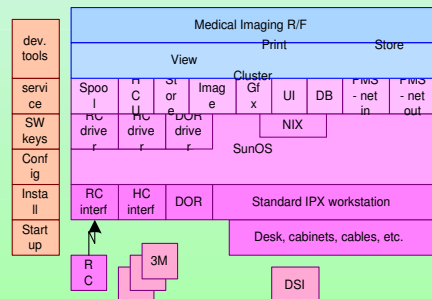 Medical Imaging R/F
dev.
tools
Print
Store
View
Cluster
servi
ce
Spoo
l
H
C
U
St
or
e
Imag
e
Gf
x
UI
DB
PMS
- net
in
PMS
- net
out
SW
keys
RC
drive
r
HC
drive
r
DOR
drive
r
NIX
SunOS
Conf
ig
Insta
ll
RC
interf
HC
interf
DOR
Standard IPX workstation
Start
up
Desk, cabinets, cables, etc.
R
C
3M
DSI